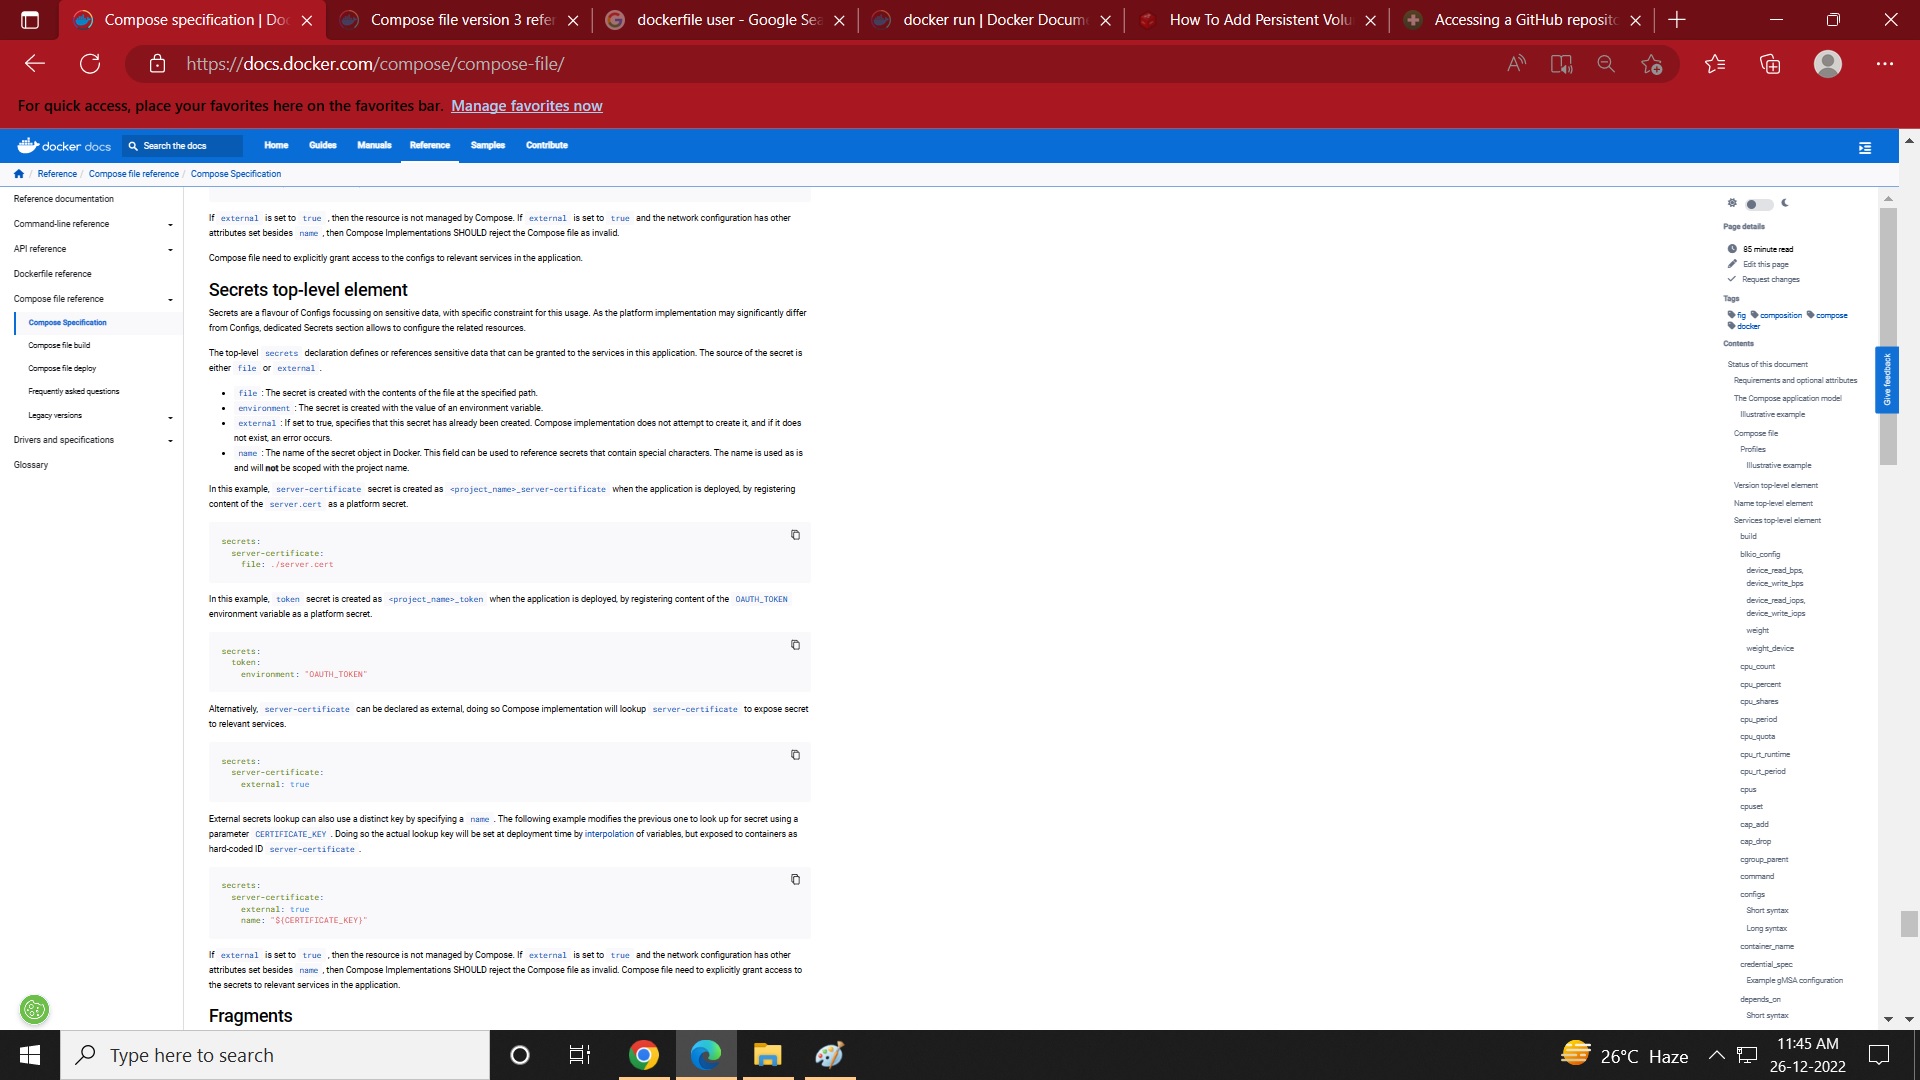 Compose specification | Do
Compose file version 3 refer
dockerfile user - Google Sea
docker run | Docker Docum
How To Add Persistent Volu
Accessing a GitHub reposito
https://docs.docker.com/compose/compose-file/
For quick access, place your favorites here on the favorites bar. Manage favorites now
docker docs
Search the docs
Home
Guides
Manuals
Reference
Samples
Contribute
Reference / Compose file reference / Compose Specification
Reference documentation
Command-line reference
API reference
Dockerfile reference
Compose file reference
Compose Specification
Compose file build
Compose file deploy
Frequently asked questions
Legacy versions
Drivers and specifications
Glossary
If external is set to true , then the resource is not managed by Compose. If external is set to true and the network configuration has other
attributes set besides name , then Compose Implementations SHOULD reject the Compose file as invalid.
Compose file need to explicitly grant access to the configs to relevant services in the application.
Secrets top-level element
Secrets are a flavour of Configs focussing on sensitive data, with specific constraint for this usage. As the platform implementation may significantly differ
from Configs, dedicated Secrets section allows to configure the related resources.
The top-level secrets declaration defines or references sensitive data that can be granted to the services in this application. The source of the secret is
either file or external .
• file : The secret is created with the contents of the file at the specified path.
• environment : The secret is created with the value of an environment variable.
• external : If set to true, specifies that this secret has already been created. Compose implementation does not attempt to create it, and if it does
not exist, an error occurs.
• name : The name of the secret object in Docker. This field can be used to reference secrets that contain special characters. The name is used as is
and will not be scoped with the project name.
In this example, server-certificate secret is created as <project_name>_server-certificate when the application is deployed, by registering
content of the server.cert as a platform secret.
secrets:
server-certificate:
file: ./server.cert
In this example, token secret is created as <project_name>_token when the application is deployed, by registering content of the OAUTH_TOKEN
environment variable as a platform secret.
secrets:
token:
environment: "OAUTH_TOKEN"
Alternatively, server-certificate can be declared as external, doing so Compose implementation will lookup server-certificate to expose secret
to relevant services.
secrets:
server-certificate:
external: true
External secrets lookup can also use a distinct key by specifying a name . The following example modifies the previous one to look up for secret using a
parameter CERTIFICATE_KEY . Doing so the actual lookup key will be set at deployment time by interpolation of variables, but exposed to containers as
hard-coded ID server-certificate .
secrets:
server-certificate:
external: true
name: "${CERTIFICATE_KEY}"
If external is set to true , then the resource is not managed by Compose. If external is set to true and the network configuration has other
attributes set besides name , then Compose Implementations SHOULD reject the Compose file as invalid. Compose file need to explicitly grant access to
the secrets to relevant services in the application.
Fragments
Page details
85 minute read
Edit this page
Request changes
Tags
fig composition compose
docker
Contents
Status of this document
Requirements and optional attributes
The Compose application model
Illustrative example
Compose file
Profiles
Illustrative example
Version top-level element
Name top-level element
Services top-level element
build
blkio_config
device_read_bps,
device_write_bps
device_read_iops,
device_write_iops
weight
weight_device
cpu_count
cpu_percent
cpu_shares
cpu_period
cpu_quota
cpu_rt_runtime
cpu_rt_period
cpus
cpuset
cap_add
cap_drop
cgroup_parent
command
configs
Short syntax
Long syntax
container_name
credential_spec
Example gMSA configuration
depends_on
Short syntax
Give feedback
Type here to search
26°C Haze
11:45 AM
26-12-2022